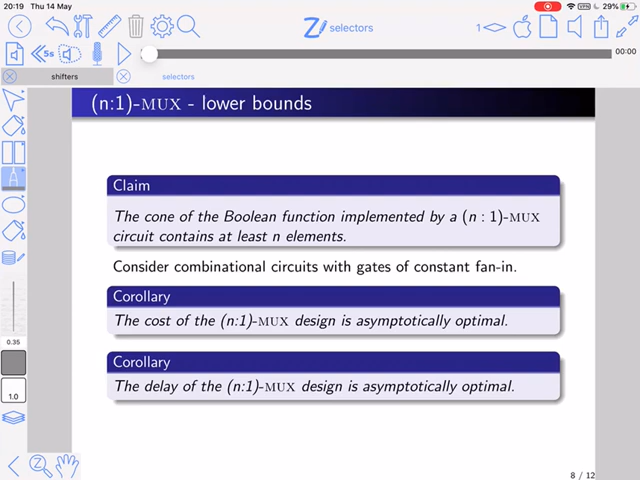 20:19 Thu 14 May
29%
selectors
1
5s
00:00
shifters
selectors
(n:1)-MUX - lower bounds
Claim
The cone of the Boolean function implemented by a (n : 1)-MUX
circuit contains at least n elements.
Consider combinational circuits with gates of constant fan-in.
Corollary
The cost of the (n:1)-MUX design is asymptotically optimal.
Corollary
The delay of the (n:1)-MUX design is asymptotically optimal.
0.35
1.0
8 / 12